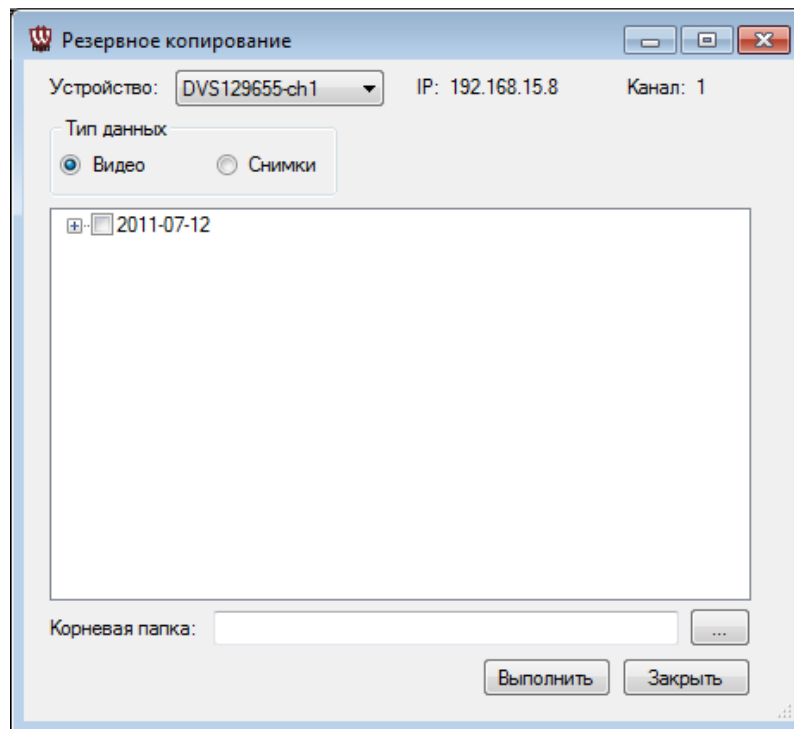 Резервное копирование
Устройство: DVS129655-ch1 IP: 192.168.15.8 Канал: 1
Тип данных
Видео Снимки
2011-07-12
Корневая папка: ...
Выполнить Закрыть